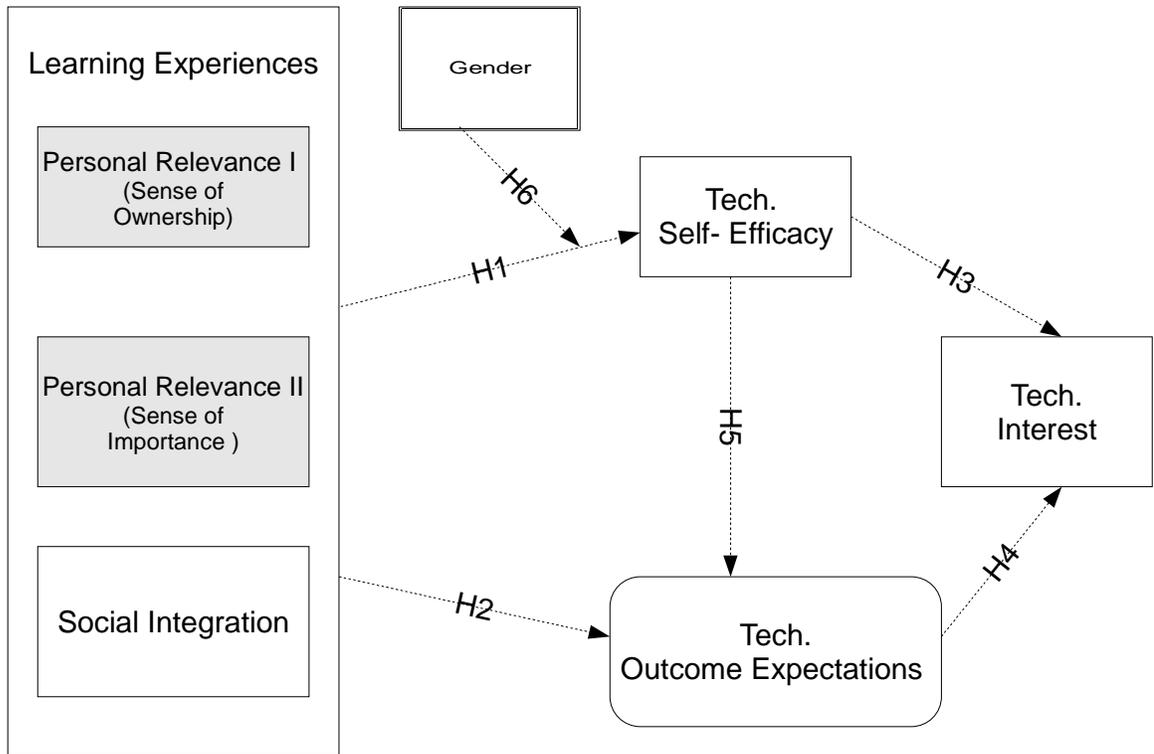 Learning Experiences
Personal Relevance I
(Sense of
Ownership)
Personal Relevance II
(Sense of
Importance )
Social Integration
Gender
H6
H1
H2
Tech.
Self- Efficacy
H3
H5
Tech.
Interest
H4
Tech.
Outcome Expectations